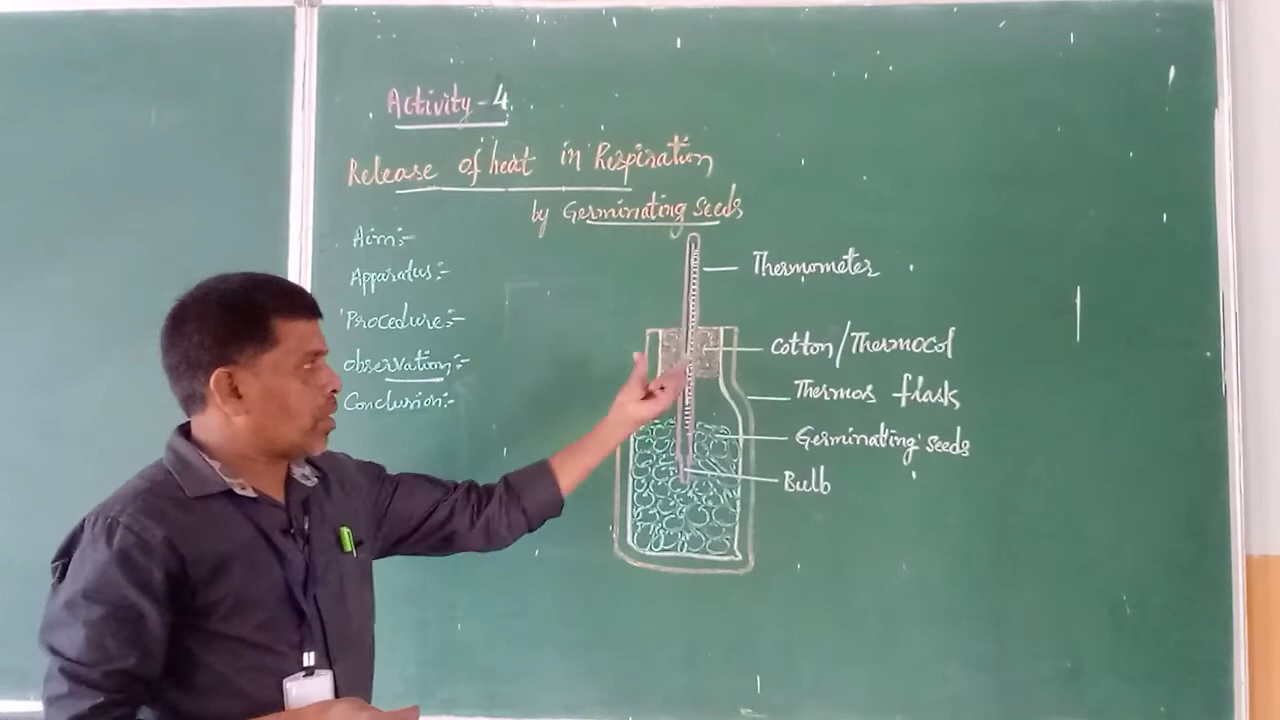 Activity-4
Release of heat in Respiration
by Germinating Seeds
Aim:-
Apparatus:-
Procedure:-
observation:-
Conclusion:-
Thermometer
cotton/Thermocol
Thermos flask
Germinating seeds
Bulb